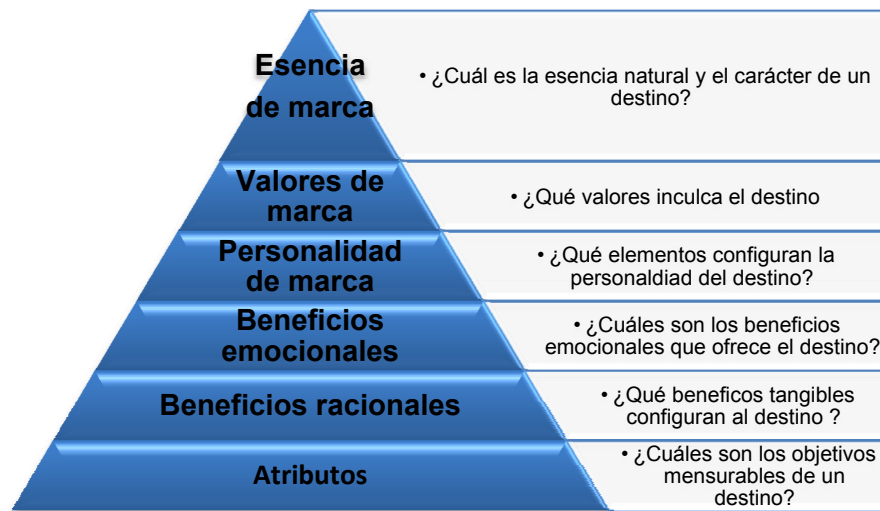 Esencia
de marca
• ¿Cuál es la esencia natural y el carácter de un
destino?
Valores de
marca
• ¿Qué valores inculca el destino
Personalidad
de marca
• ¿Qué elementos configuran la
personaldiad del destino?
Beneficios
emocionales
• ¿Cuáles son los beneficios
emocionales que ofrece el destino?
Beneficios racionales
• ¿Qué beneficos tangibles
configuran al destino ?
Atributos
• ¿Cuáles son los objetivos
mensurables de un
destino?